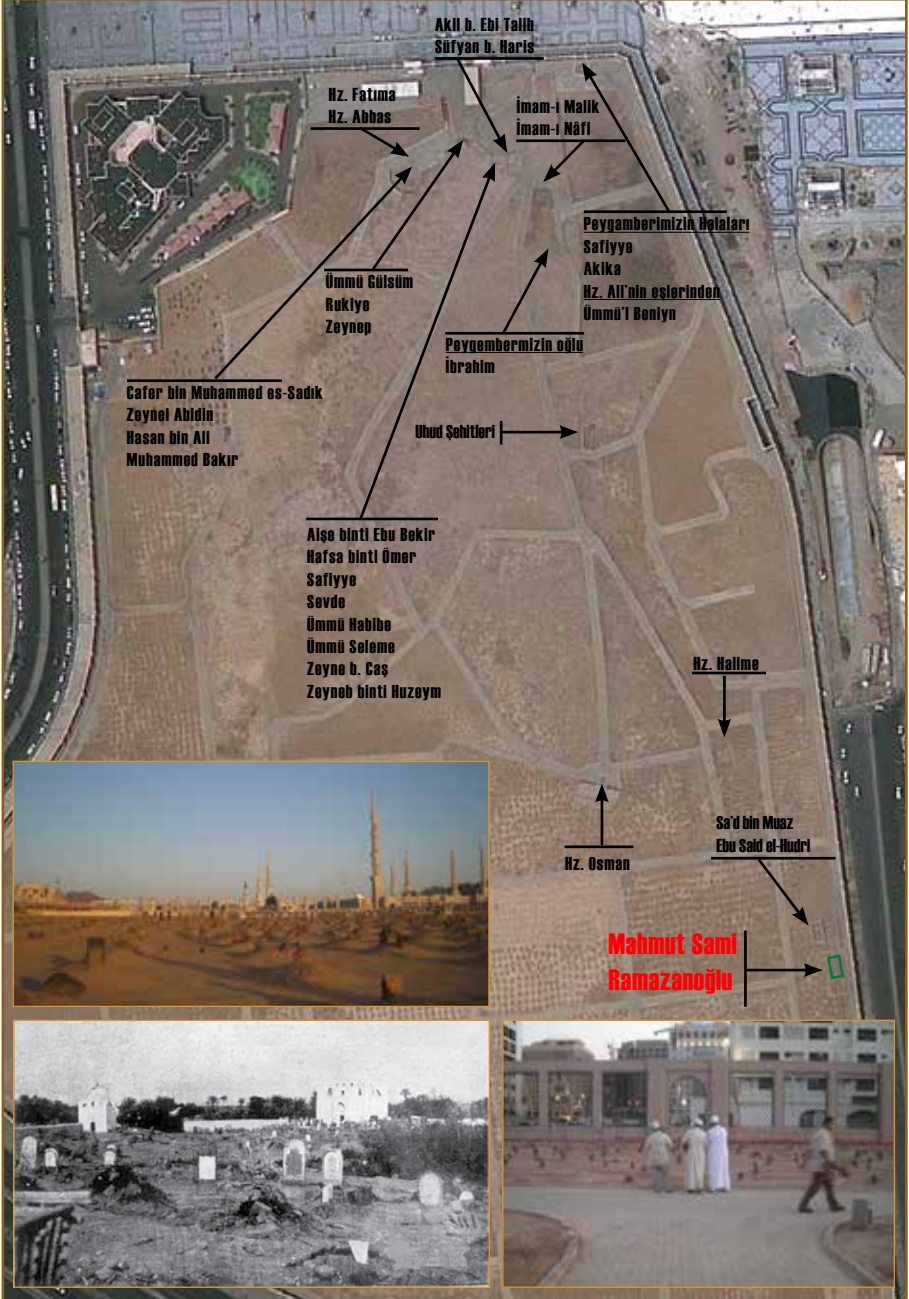 Akil b. Ebi Talib
Süfyan b. Haris
Hz. Fatıma
Hz. Abbas
İmam-ı Malik
İmam-ı Nâfi
Peygamberimizin Halaları
Safiyye
Akika
Hz. Ali'nin eşlerinden
Ümmü'l Beniyn
Ümmü Gülsüm
Rukiye
Zeynep
Peygembermizin oğlu
İbrahim
Cafer bin Muhammed es-Sadık
Zeynel Abidin
Hasan bin Ali
Muhammed Bakır
Uhud Şehitleri
Aişe binti Ebu Bekir
Hafsa binti Ömer
Safiyye
Sevde
Ümmü Habibe
Ümmü Seleme
Zeyne b. Caş
Zeyneb binti Huzeym
Hz. Halime
Hz. Osman
Sa'd bin Muaz
Ebu Said el-Hudri
Mahmut Sami
Ramazanoğlu